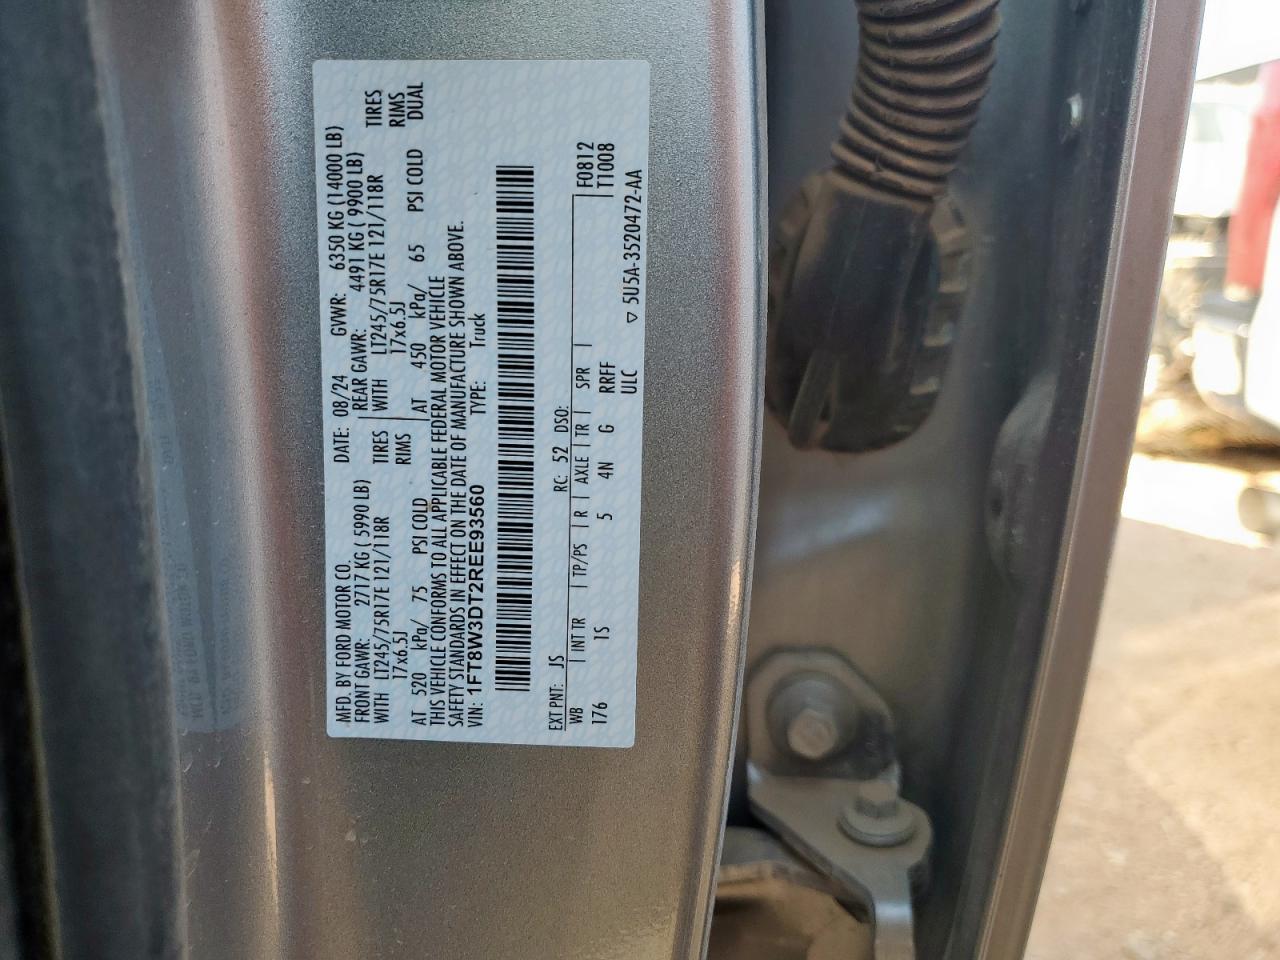 MFD. BY FORD MOTOR CO. DATE: 08/24 GVWR: 6350 KG (14000 LB)
FRONT GAWR: 2717 KG ( 5990 LB) REAR GAWR: 4491 KG ( 9900 LB)
WITH LT245/75R17E 121/118R TIRES WITH LT245/75R17E 121/118R TIRES
17x6.5J RIMS 17x6.5J RIMS
AT 520 kPa/ 75 PSI COLD AT 450 kPa/ 65 PSI COLD DUAL
THIS VEHICLE CONFORMS TO ALL APPLICABLE FEDERAL MOTOR VEHICLE
SAFETY STANDARDS IN EFFECT ON THE DATE OF MANUFACTURE SHOWN ABOVE.
VIN: 1FT8W3DT2REE93560 TYPE: Truck
EXT PNT: JS RC: 52 DSO: F0812
WB INT TR TP/PS R AXLE TR SPR T1008
176 1S 5 4N G RRFF
ULC ▽ 5U5A-3520472-AA